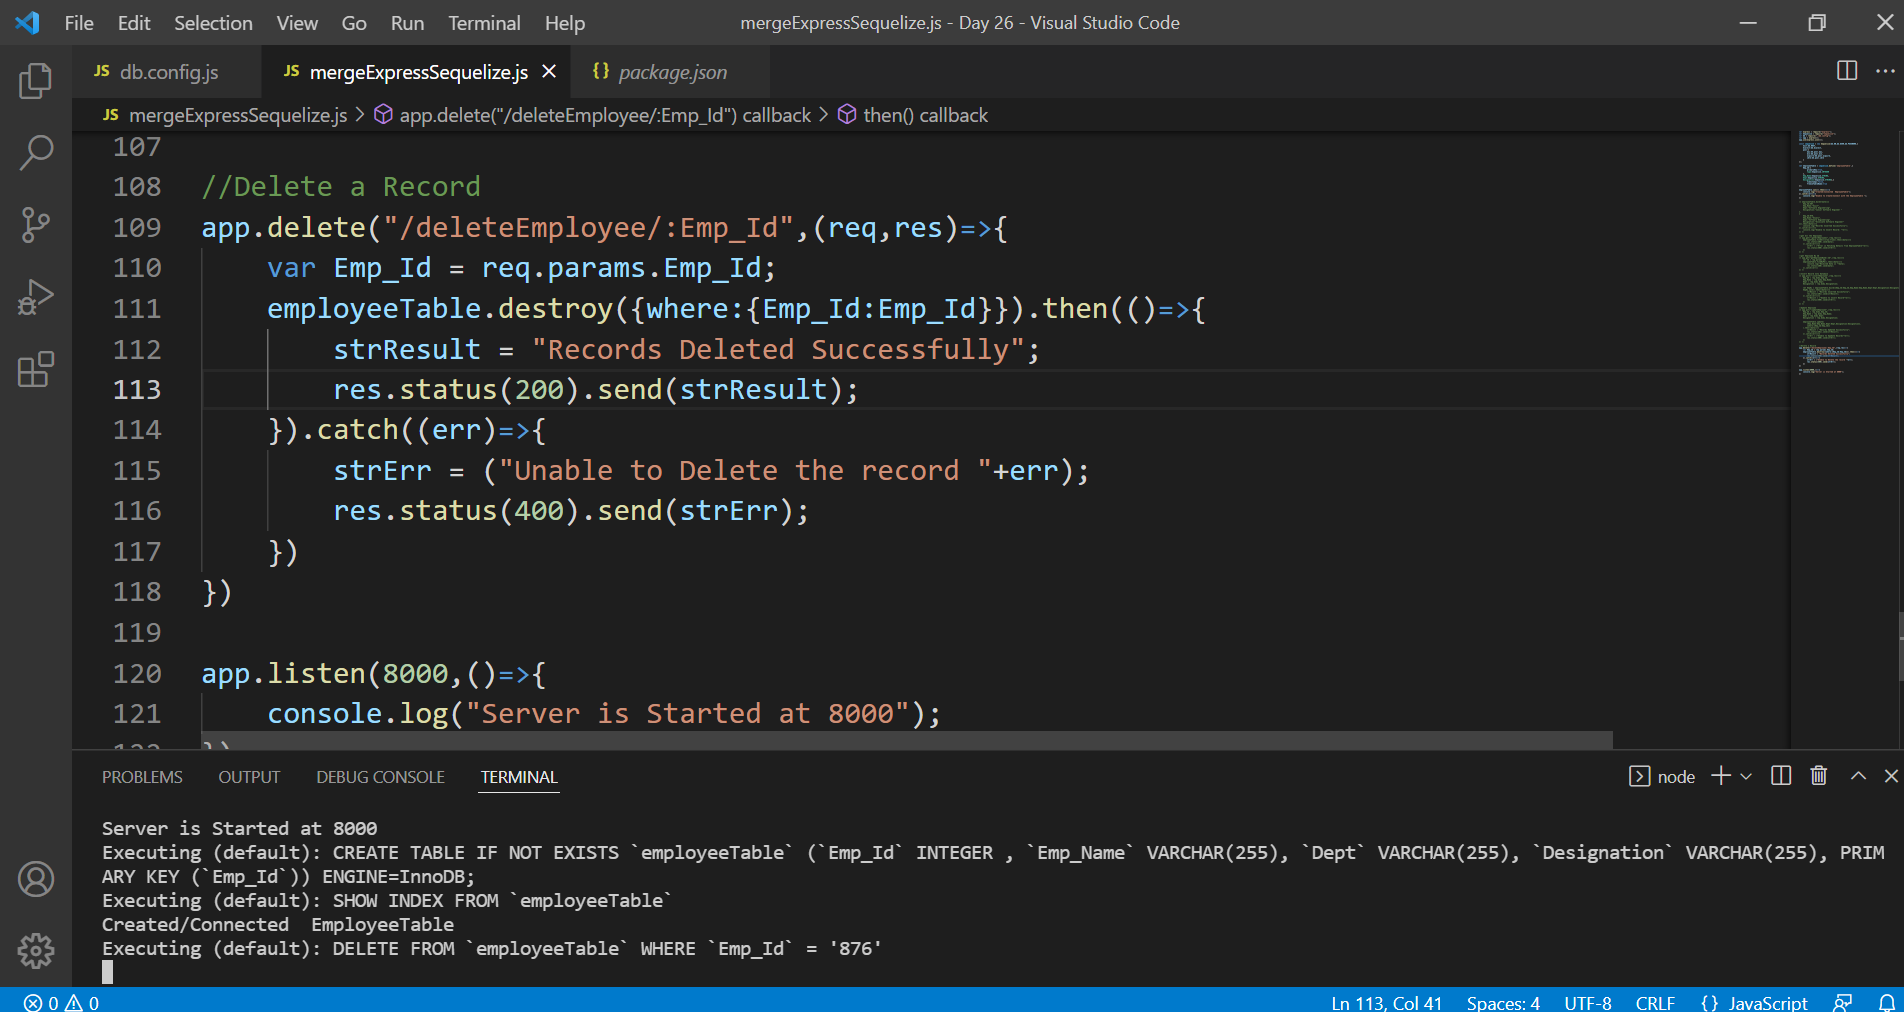 File Edit Selection View Go Run Terminal Help mergeExpressSequelize.js - Day 26 - Visual Studio Code
JS db.config.js JS mergeExpressSequelize.js {} package.json
JS mergeExpressSequelize.js > app.delete("/deleteEmployee/:Emp_Id") callback > then() callback
107
108 //Delete a Record
109 app.delete("/deleteEmployee/:Emp_Id",(req,res)=>{
110 var Emp_Id = req.params.Emp_Id;
111 employeeTable.destroy({where:{Emp_Id:Emp_Id}}).then(()=>{
112 strResult = "Records Deleted Successfully";
113 res.status(200).send(strResult);
114 }).catch((err)=>{
115 strErr = ("Unable to Delete the record "+err);
116 res.status(400).send(strErr);
117 })
118 })
119
120 app.listen(8000,()=>{
121 console.log("Server is Started at 8000");
122 })
PROBLEMS OUTPUT DEBUG CONSOLE TERMINAL node
Server is Started at 8000
Executing (default): CREATE TABLE IF NOT EXISTS `employeeTable` (`Emp_Id` INTEGER , `Emp_Name` VARCHAR(255), `Dept` VARCHAR(255), `Designation` VARCHAR(255), PRIM
ARY KEY (`Emp_Id`)) ENGINE=InnoDB;
Executing (default): SHOW INDEX FROM `employeeTable`
Created/Connected  EmployeeTable
Executing (default): DELETE FROM `employeeTable` WHERE `Emp_Id` = '876'
0 0 Ln 113, Col 41 Spaces: 4 UTF-8 CRLF {} JavaScript